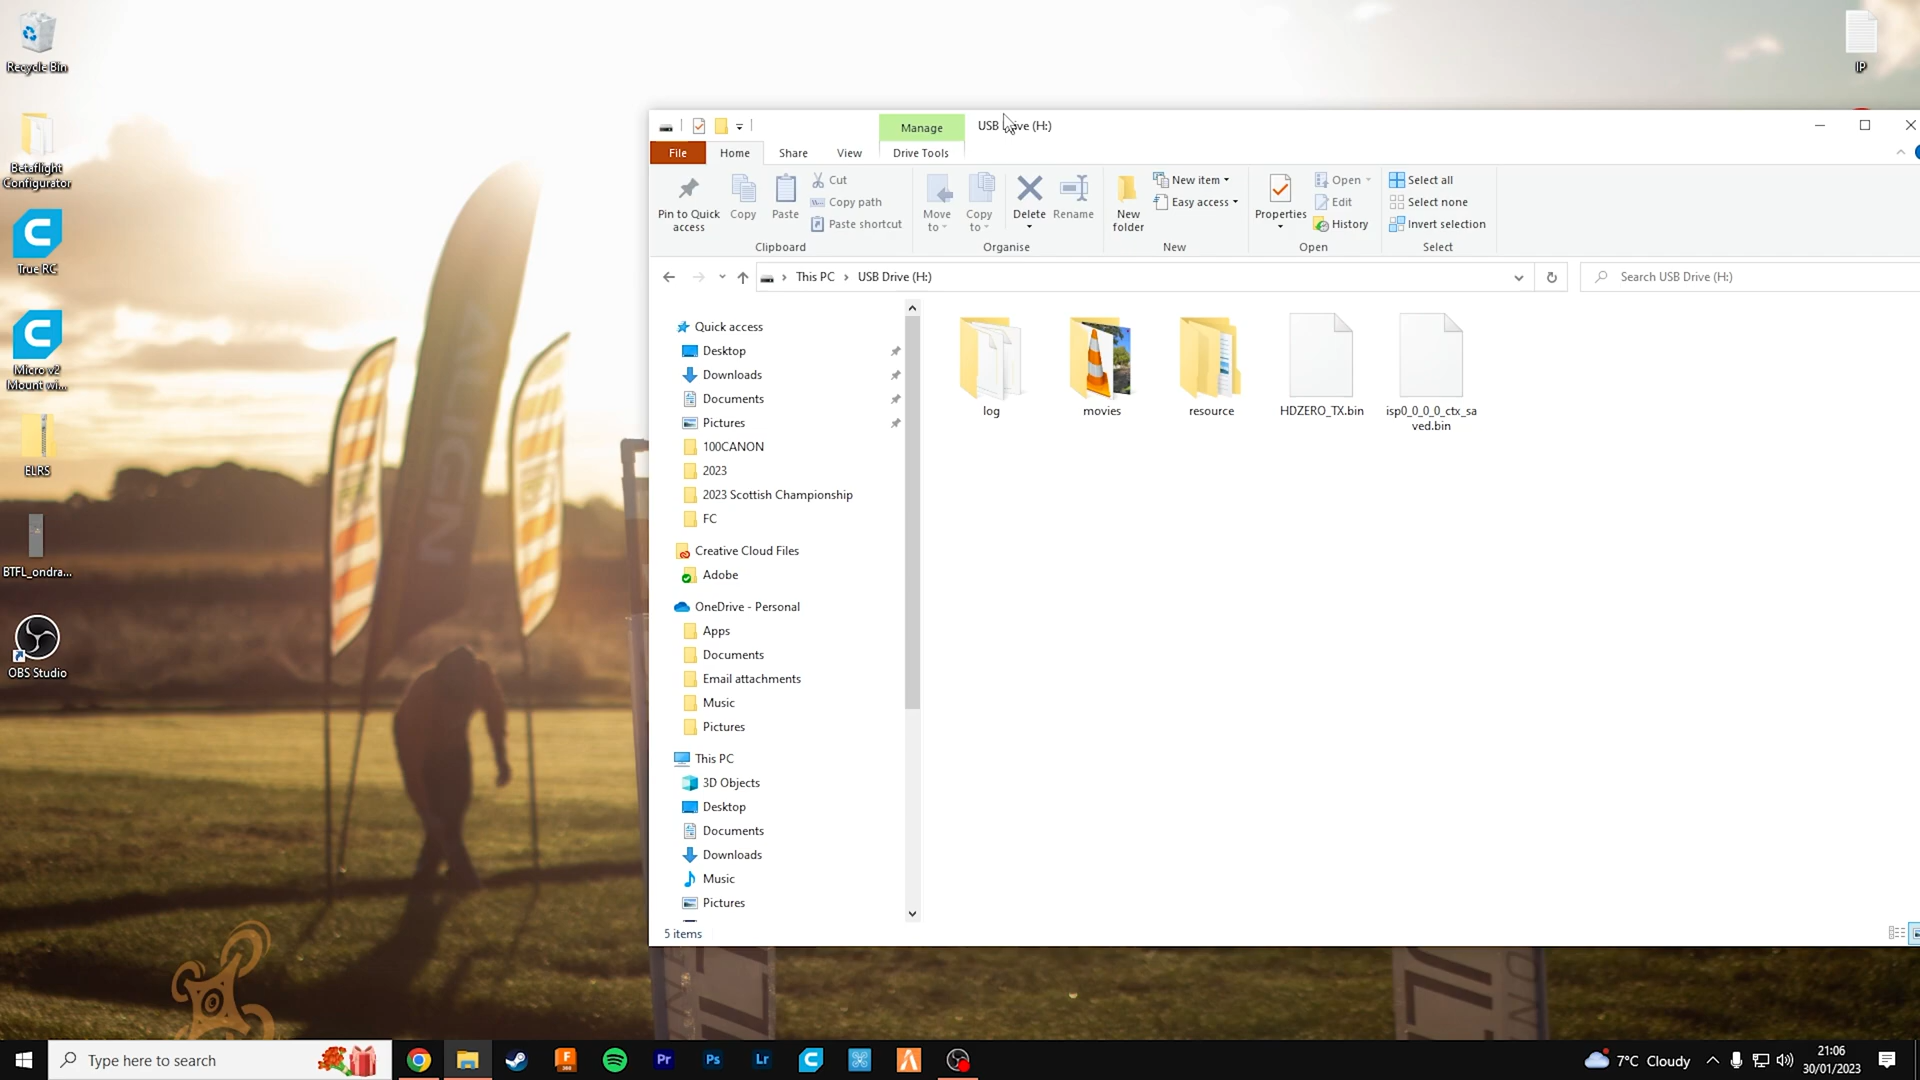 Recycle Bin
Betaflight
Configurator
True RC
Micro v2
Mount wi...
ELRS
BTFL_ondra...
OBS Studio
IP
Manage
USB Drive (H:)
File
Home
Share
View
Drive Tools
Pin to Quick
access
Copy
Paste
Cut
Copy path
Paste shortcut
Clipboard
Move
to
Copy
to
Delete
Rename
Organise
New
folder
New item
Easy access
New
Properties
Open
Edit
History
Open
Select all
Select none
Invert selection
Select
This PC
USB Drive (H:)
Search USB Drive (H:)
Quick access
Desktop
Downloads
Documents
Pictures
100CANON
2023
2023 Scottish Championship
FC
Creative Cloud Files
Adobe
OneDrive - Personal
Apps
Documents
Email attachments
Music
Pictures
This PC
3D Objects
Desktop
Documents
Downloads
Music
Pictures
log
movies
resource
HDZERO_TX.bin
isp0_0_0_0_ctx_sa
ved.bin
5 items
Type here to search
F
360
Pr
Ps
Lr
7°C Cloudy
21:06
30/01/2023